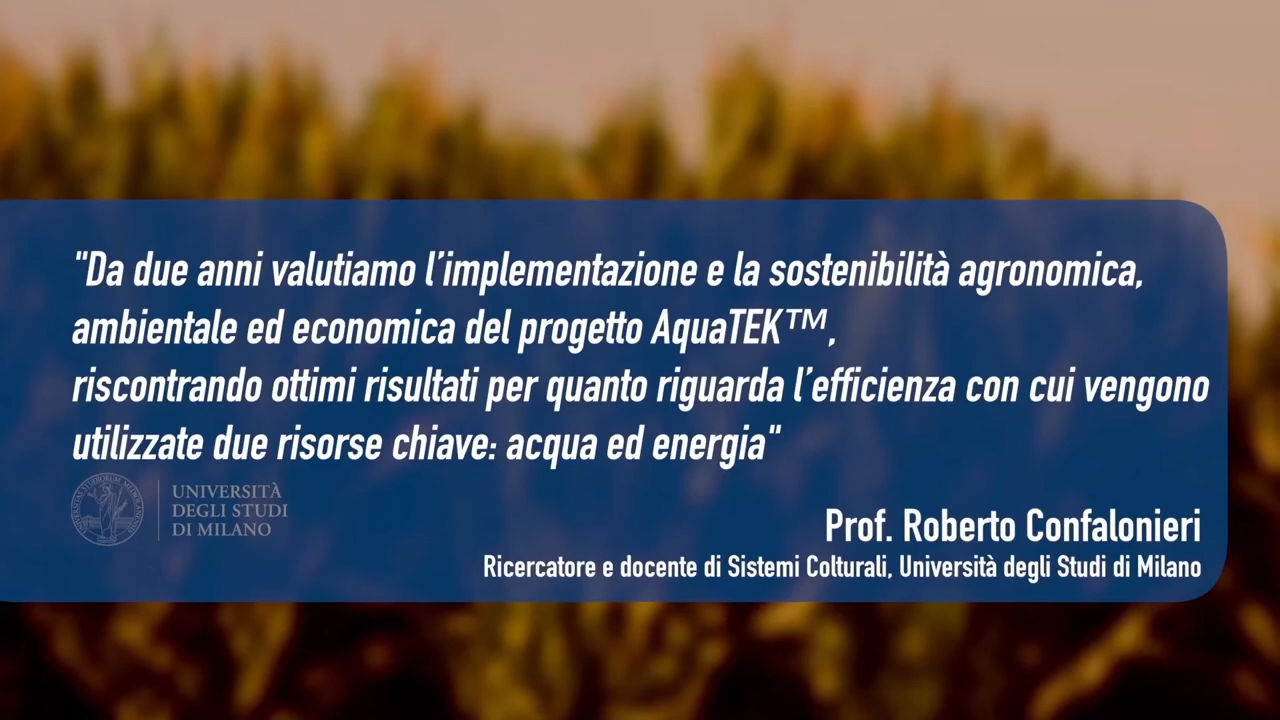 "Da due anni valutiamo l’implementazione e la sostenibilità agronomica,
ambientale ed economica del progetto AquaTEK™,
riscontrando ottimi risultati per quanto riguarda l’efficienza con cui vengono
utilizzate due risorse chiave: acqua ed energia"
UNIVERSITÀ
DEGLI STUDI
DI MILANO
Prof. Roberto Confalonieri
Ricercatore e docente di Sistemi Colturali, Università degli Studi di Milano